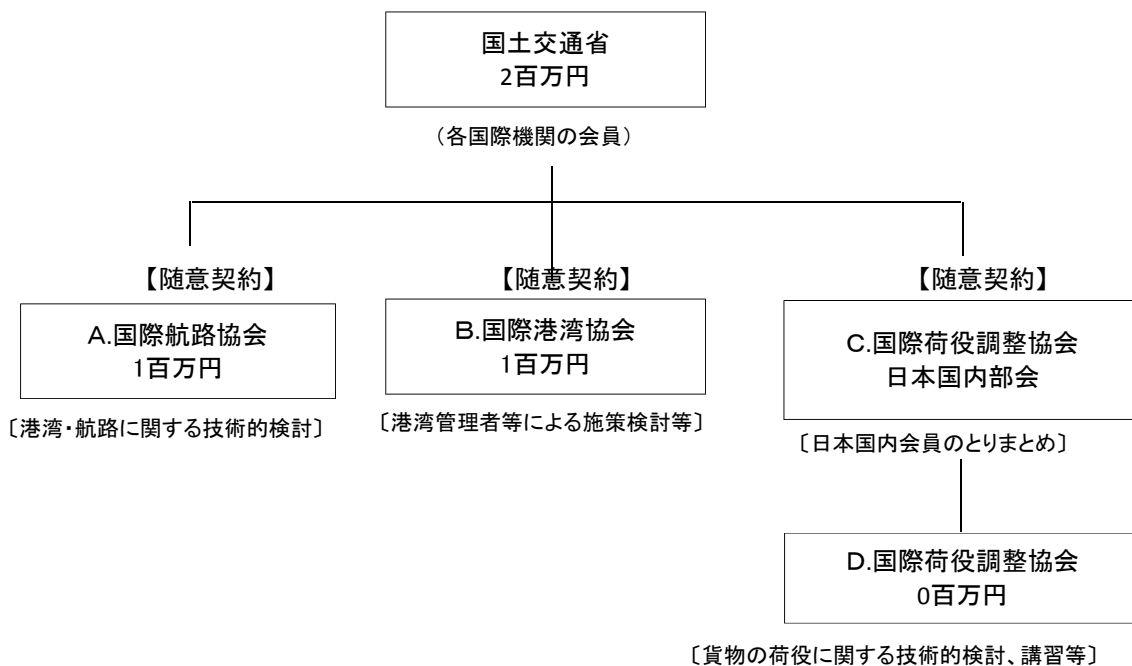 国土交通省
2百万円
(各国際機関の会員)
【随意契約】
【随意契約】
【随意契約】
A.国際航路協会
1百万円
B.国際港湾協会
1百万円
C.国際荷役調整協会
日本国内部会
〔港湾・航路に関する技術的検討〕
〔港湾管理者等による施策検討等〕
〔日本国内会員のとりまとめ〕
D.国際荷役調整協会
0百万円
〔貨物の荷役に関する技術的検討、講習等〕